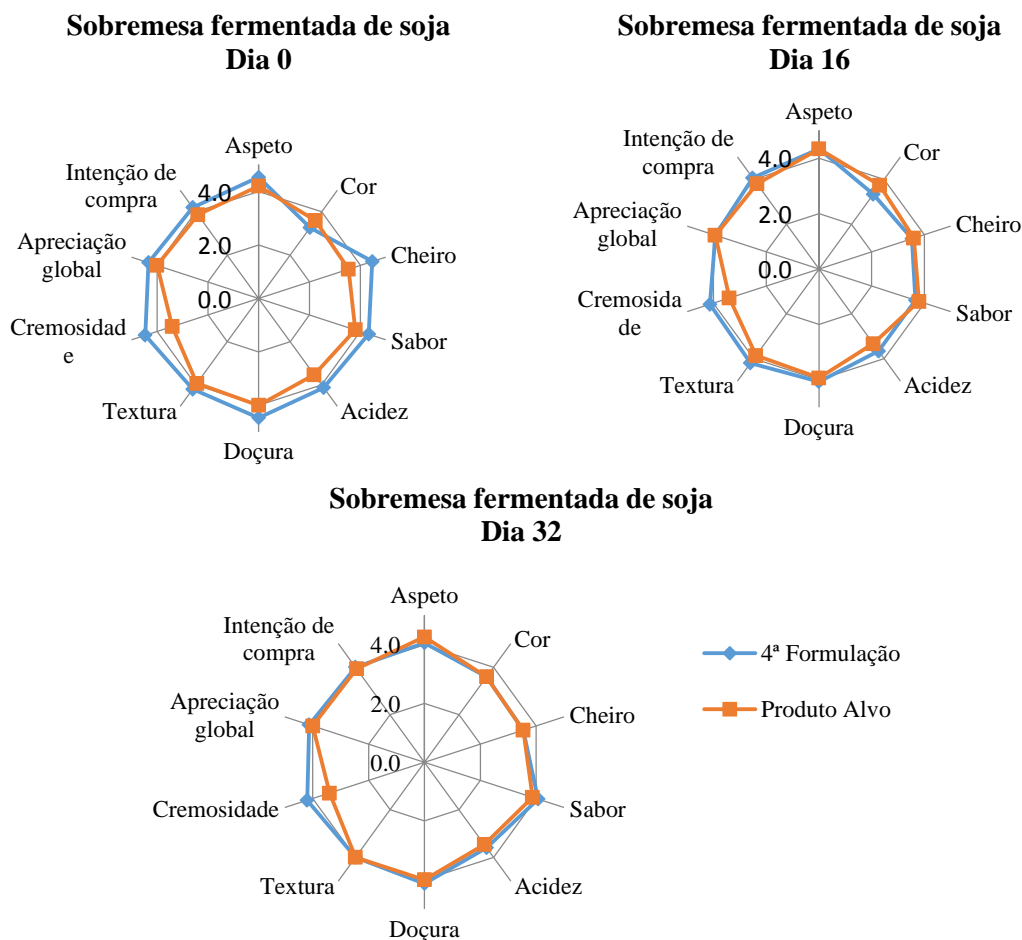 Sobremesa fermentada de soja
Dia 0
Aspeto
Cor
Cheiro
Sabor
Acidez
Doçura
Textura
Cremosidad
e
Apreciação
global
Intenção de
compra
4.0
2.0
0.0
Sobremesa fermentada de soja
Dia 16
Aspeto
Cor
Cheiro
Sabor
Acidez
Doçura
Textura
Cremosida
de
Apreciação
global
Intenção de
compra
4.0
2.0
0.0
Sobremesa fermentada de soja
Dia 32
Aspeto
Cor
Cheiro
Sabor
Acidez
Doçura
Textura
Cremosidade
Apreciação
global
Intenção de
compra
4.0
2.0
0.0
4ª Formulação
Produto Alvo